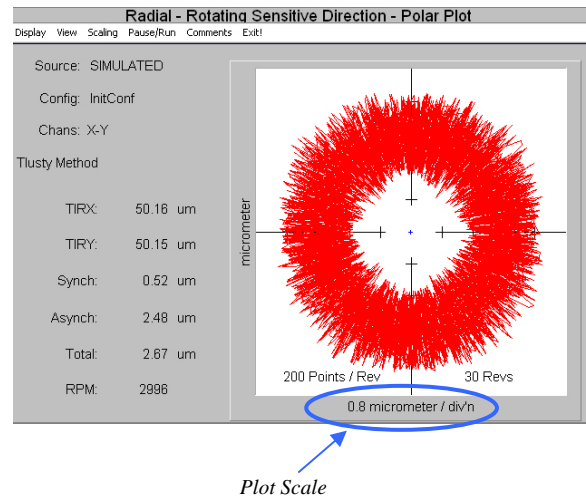 Radial - Rotating Sensitive Direction - Polar Plot
Display View Scaling Pause/Run Comments Exit!
Source: SIMULATED
Config: InitConf
Chans: X-Y
Tlusty Method
TIRX: 50.16 um
TIRY: 50.15 um
Synch: 0.52 um
Asynch: 2.48 um
Total: 2.67 um
RPM: 2996
micrometer
200 Points / Rev 30 Revs
0.8 micrometer / div'n
Plot Scale